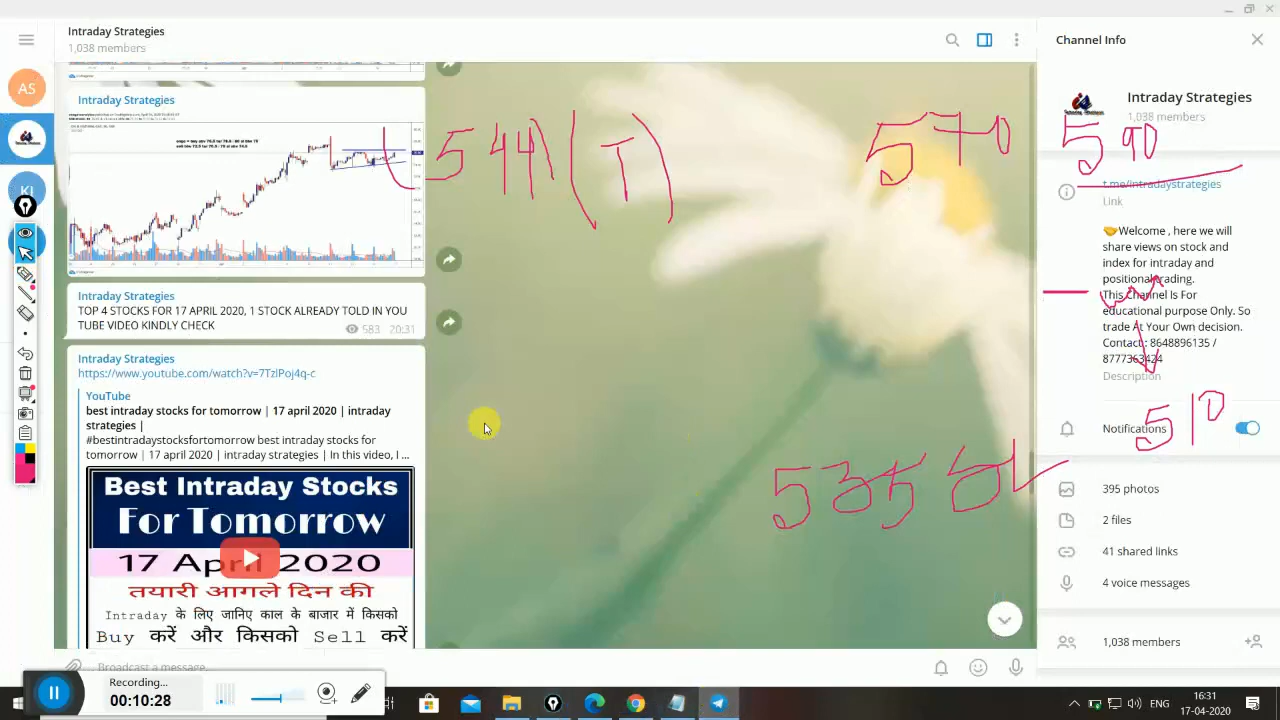 Intraday Strategies
1,038 members
Channel Info
AS
KI
Intraday Strategies
Intraday Strategies
1,038 members
544 (T)
570
590
t.me/intradaystrategies
Link
🤝Welcome , here we will
share views on stock and
index for intraday and
positional trading.
This Channel Is For
educational purpose Only. So
trade At Your Own decision.
Contact : 8648896135 /
8777363424
Description
Intraday Strategies
TOP 4 STOCKS FOR 17 APRIL 2020, 1 STOCK ALREADY TOLD IN YOU
TUBE VIDEO KINDLY CHECK
583 20:31
Intraday Strategies
https://www.youtube.com/watch?v=7TzlPoj4q-c
YouTube
best intraday stocks for tomorrow | 17 april 2020 | intraday
strategies |
#bestintradaystocksfortomorrow best intraday stocks for
tomorrow | 17 april 2020 | intraday strategies | In this video, I ...
510
Notifications
535 SL
395 photos
2 files
41 shared links
4 voice messages
1,038 members
Best Intraday Stocks
For Tomorrow
17 April 2020
तयारी आगले दिन की
Intraday के लिए जानिए काल के बाजार में किसको
Buy करें और किसको Sell करें
Broadcast a message
Recording...
00:10:28
16:31
17-04-2020